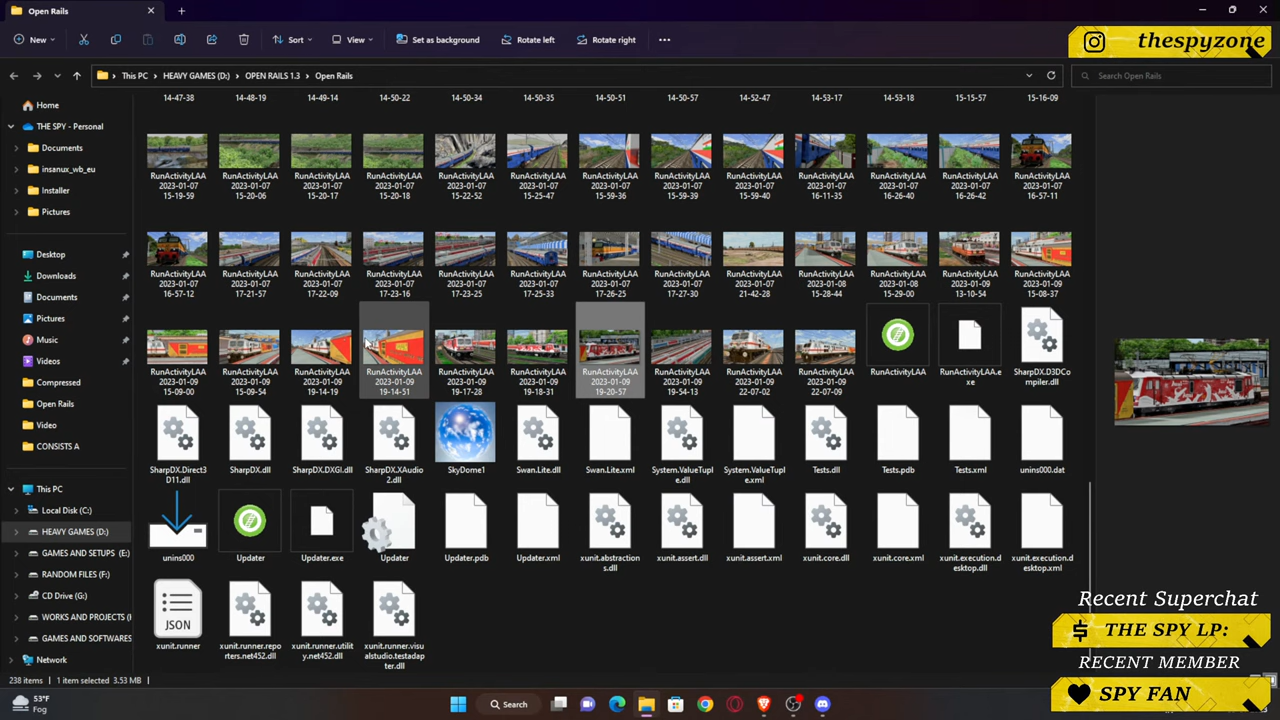 Open Rails
New
Sort
View
Set as background
Rotate left
Rotate right
thespyzone
This PC
HEAVY GAMES (D:)
OPEN RAILS 1.3
Open Rails
Search Open Rails
14-47-38
14-48-19
14-49-14
14-50-22
14-50-34
14-50-35
14-50-51
14-50-57
14-52-47
14-53-17
14-53-18
15-15-57
15-16-09
Home
THE SPY - Personal
Documents
insanux_wb_eu
Installer
Pictures
Desktop
Downloads
Documents
Pictures
Music
Videos
Compressed
Open Rails
Video
CONSISTS A
This PC
Local Disk (C:)
HEAVY GAMES (D:)
GAMES AND SETUPS (E:)
RANDOM FILES (F:)
CD Drive (G:)
WORKS AND PROJECTS (
GAMES AND SOFTWARES
Network
RunActivityLAA
2023-01-07
15-19-59
RunActivityLAA
2023-01-07
15-20-06
RunActivityLAA
2023-01-07
15-20-17
RunActivityLAA
2023-01-07
15-20-18
RunActivityLAA
2023-01-07
15-22-52
RunActivityLAA
2023-01-07
15-25-47
RunActivityLAA
2023-01-07
15-59-36
RunActivityLAA
2023-01-07
15-59-39
RunActivityLAA
2023-01-07
15-59-40
RunActivityLAA
2023-01-07
16-11-35
RunActivityLAA
2023-01-07
16-26-40
RunActivityLAA
2023-01-07
16-26-42
RunActivityLAA
2023-01-07
16-57-11
RunActivityLAA
2023-01-07
16-57-12
RunActivityLAA
2023-01-07
17-21-57
RunActivityLAA
2023-01-07
17-22-09
RunActivityLAA
2023-01-07
17-23-16
RunActivityLAA
2023-01-07
17-23-25
RunActivityLAA
2023-01-07
17-25-33
RunActivityLAA
2023-01-07
17-26-25
RunActivityLAA
2023-01-07
17-27-30
RunActivityLAA
2023-01-07
21-42-28
RunActivityLAA
2023-01-08
15-28-44
RunActivityLAA
2023-01-08
15-29-00
RunActivityLAA
2023-01-09
13-10-54
RunActivityLAA
2023-01-09
15-08-37
RunActivityLAA
2023-01-09
15-09-00
RunActivityLAA
2023-01-09
15-09-54
RunActivityLAA
2023-01-09
19-14-19
RunActivityLAA
2023-01-09
19-14-51
RunActivityLAA
2023-01-09
19-17-28
RunActivityLAA
2023-01-09
19-18-31
RunActivityLAA
2023-01-09
19-20-57
RunActivityLAA
2023-01-09
19-54-13
RunActivityLAA
2023-01-09
22-07-02
RunActivityLAA
2023-01-09
22-07-09
RunActivityLAA
RunActivityLAA.e
xe
SharpDX.D3DCo
mpiler.dll
SharpDX.Direct3
D11.dll
SharpDX.dll
SharpDX.DXGI.dll
SharpDX.XAudio
2.dll
SkyDome1
Swan.Lite.dll
Swan.Lite.xml
System.ValueTupl
e.dll
System.ValueTupl
e.xml
Tests.dll
Tests.pdb
Tests.xml
unins000.dat
unins000
Updater
Updater.exe
Updater
Updater.pdb
Updater.xml
xunit.abstraction
s.dll
xunit.assert.dll
xunit.assert.xml
xunit.core.dll
xunit.core.xml
xunit.execution.d
esktop.dll
xunit.execution.d
esktop.xml
JSON
xunit.runner
xunit.runner.repo
rters.net452.dll
xunit.runner.utilit
y.net452.dll
xunit.runner.visu
alstudio.testadap
ter.dll
Recent Superchat
THE SPY LP:
RECENT MEMBER
SPY FAN
238 items
1 item selected 3.53 MB
53°F
Fog
Search